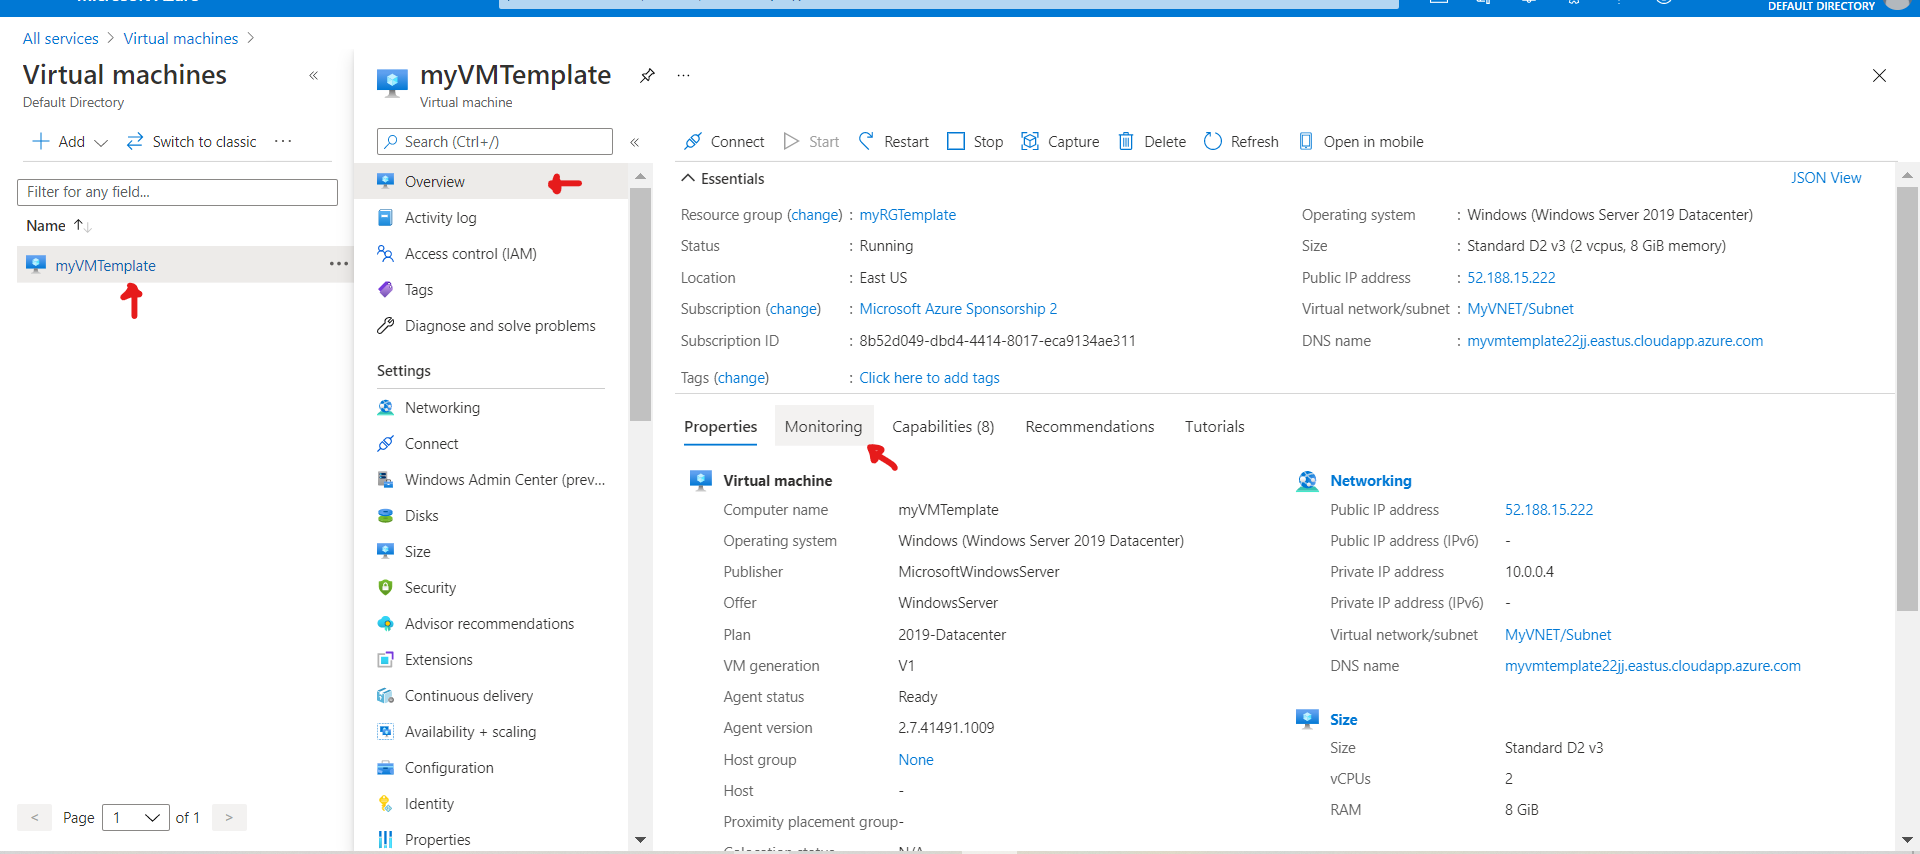 DEFAULT DIRECTORY
All services > Virtual machines >
Virtual machines
«
Default Directory
Add
Switch to classic
...
Filter for any field...
Name ↑↓
myVMTemplate
...
<
Page
1
of 1
>
myVMTemplate
...
Virtual machine
Search (Ctrl+/)
«
Overview
Activity log
Access control (IAM)
Tags
Diagnose and solve problems
Settings
Networking
Connect
Windows Admin Center (prev...
Disks
Size
Security
Advisor recommendations
Extensions
Continuous delivery
Availability + scaling
Configuration
Identity
Properties
Connect
Start
Restart
Stop
Capture
Delete
Refresh
Open in mobile
Essentials
JSON View
Resource group (change) : myRGTemplate
Status : Running
Location : East US
Subscription (change) : Microsoft Azure Sponsorship 2
Subscription ID : 8b52d049-dbd4-4414-8017-eca9134ae311
Tags (change) : Click here to add tags
Operating system : Windows (Windows Server 2019 Datacenter)
Size : Standard D2 v3 (2 vcpus, 8 GiB memory)
Public IP address : 52.188.15.222
Virtual network/subnet : MyVNET/Subnet
DNS name : myvmtemplate22jj.eastus.cloudapp.azure.com
Properties
Monitoring
Capabilities (8)
Recommendations
Tutorials
Virtual machine
Computer name myVMTemplate
Operating system Windows (Windows Server 2019 Datacenter)
Publisher MicrosoftWindowsServer
Offer WindowsServer
Plan 2019-Datacenter
VM generation V1
Agent status Ready
Agent version 2.7.41491.1009
Host group None
Host -
Proximity placement group-
Networking
Public IP address 52.188.15.222
Public IP address (IPv6) -
Private IP address 10.0.0.4
Private IP address (IPv6) -
Virtual network/subnet MyVNET/Subnet
DNS name myvmtemplate22jj.eastus.cloudapp.azure.com
Size
Size Standard D2 v3
vCPUs 2
RAM 8 GiB